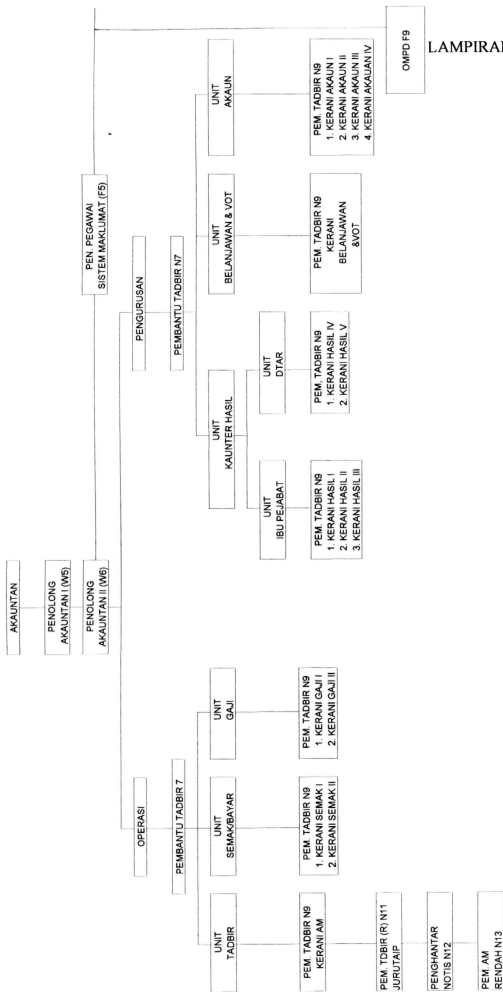 AKAUNTAN
PENOLONG
AKAUNTAN I (W5)
PENOLONG
AKAUNTAN II (W6)
PEN. PEGAWAI
SISTEM MAKLUMAT (F5)
OPERASI
PENGURUSAN
PEMBANTU TADBIR 7
PEMBANTU TADBIR N7
UNIT
TADBIR
UNIT
SEMAK/BAYAR
UNIT
GAJI
UNIT
KAUNTER HASIL
UNIT
BELANJAWAN & VOT
UNIT
AKAUN
UNIT
IBU PEJABAT
UNIT
DTAR
PEM. TADBIR N9
KERANI AM
PEM. TADBIR N9
1. KERANI SEMAK I
2. KERANI SEMAK II
PEM. TADBIR N9
1. KERANI GAJI I
2. KERANI GAJI II
PEM. TADBIR N9
1. KERANI HASIL I
2. KERANI HASIL II
3. KERANI HASIL III
PEM. TADBIR N9
1. KERANI HASIL IV
2. KERANI HASIL V
PEM. TADBIR N9
KERANI
BELANJAWAN
&VOT
PEM. TADBIR N9
1. KERANI AKAUN I
2. KERANI AKAUN II
3. KERANI AKAUN III
4. KERANI AKAUAN IV
PEM. TDBIR (R) N11
JURUTAIP
PENGHANTAR
NOTIS N12
PEM. AM
RENDAH N13
OMPD F9